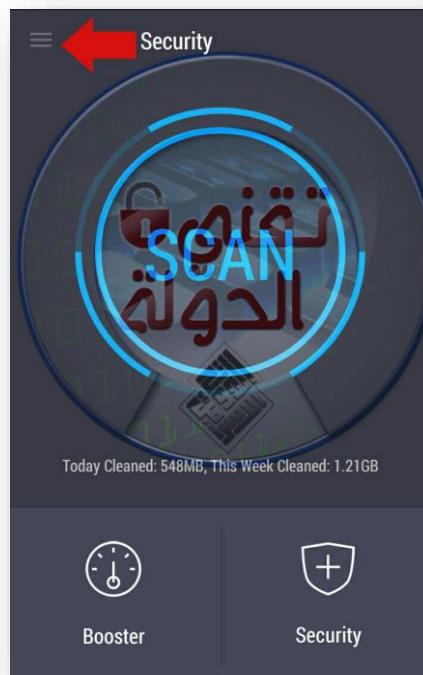 Security
تقني
SCAN
الدولة
Today Cleaned: 548MB, This Week Cleaned: 1.21GB
Booster
Security